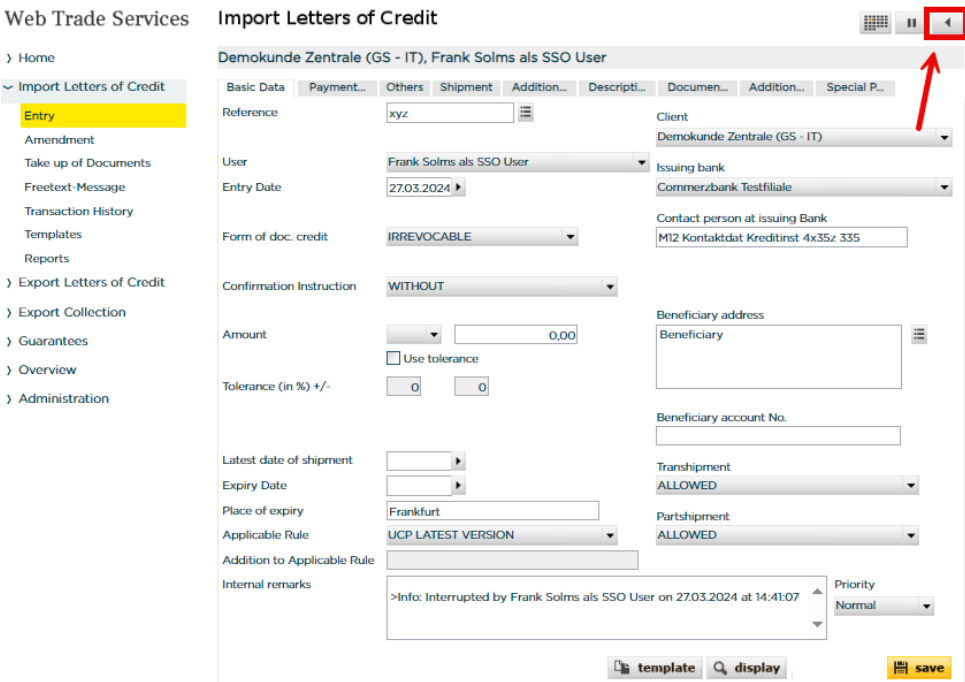 Web Trade Services
Import Letters of Credit
Demokunde Zentrale (GS - IT), Frank Solms als SSO User
Home
Import Letters of Credit
Entry
Amendment
Take up of Documents
Freetext-Message
Transaction History
Templates
Reports
Export Letters of Credit
Export Collection
Guarantees
Overview
Administration
Basic Data Payment... Others Shipment Addition... Descripti... Documen... Addition... Special P...
Reference xyz
Client
Demokunde Zentrale (GS - IT)
User Frank Solms als SSO User
Issuing bank
Entry Date 27.03.2024
Commerzbank Testfiliale
Contact person at issuing Bank
Form of doc. credit IRREVOCABLE
M12 Kontaktdat Kreditinst 4x35z 335
Confirmation Instruction WITHOUT
Beneficiary address
Amount 0,00
Beneficiary
Use tolerance
Tolerance (in %) +/- 0 0
Beneficiary account No.
Latest date of shipment
Transhipment
Expiry Date
ALLOWED
Place of expiry Frankfurt
Partshipment
Applicable Rule UCP LATEST VERSION
ALLOWED
Addition to Applicable Rule
Internal remarks
>Info: Interrupted by Frank Solms als SSO User on 27.03.2024 at 14:41:07
Priority
Normal
template display save